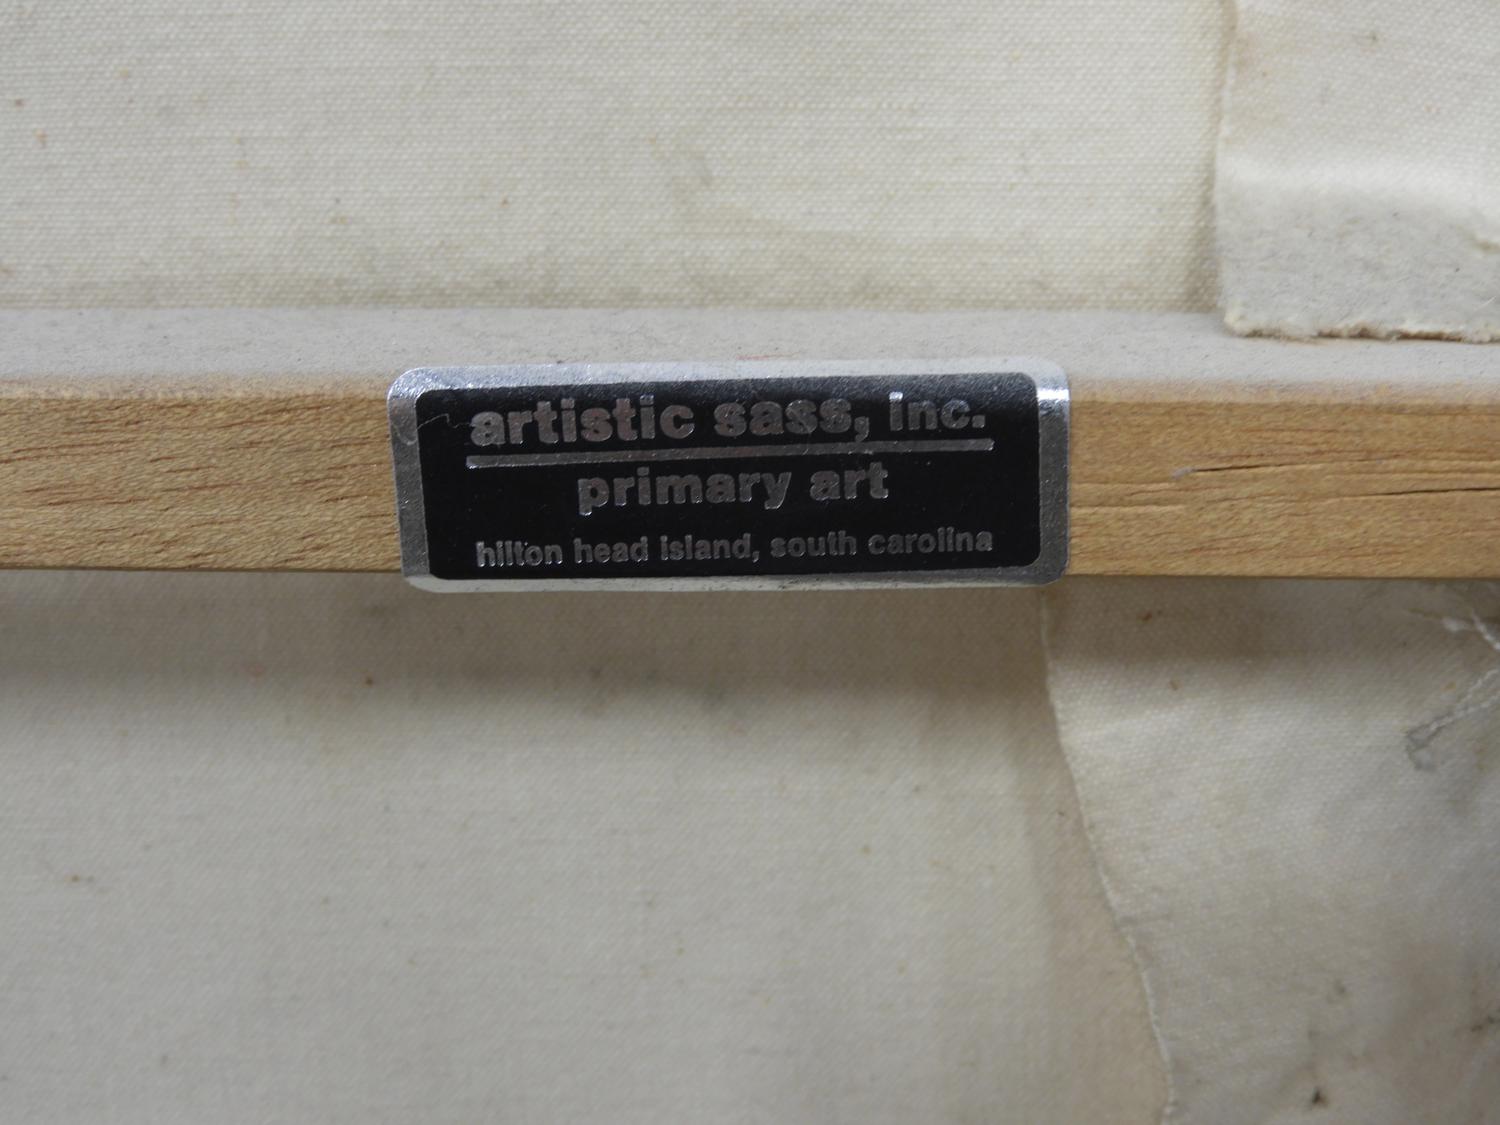 artistic sass, inc.
primary art
hilton head island, south carolina